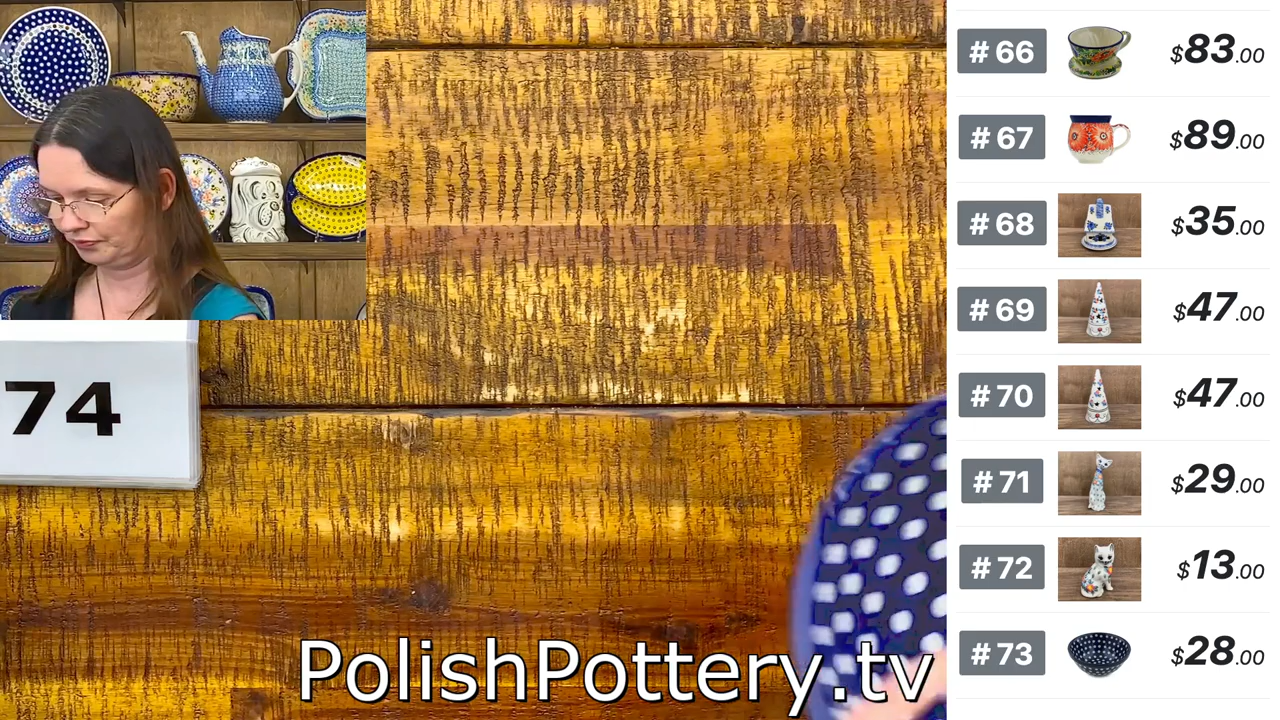 74
PolishPottery.tv
# 66 $83.00
# 67 $89.00
# 68 $35.00
# 69 $47.00
# 70 $47.00
# 71 $29.00
# 72 $13.00
# 73 $28.00